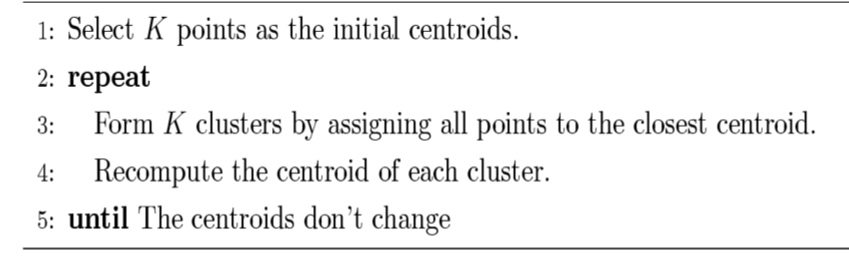 1: Select K points as the initial centroids.
2: repeat
3: Form K clusters by assigning all points to the closest centroid.
4: Recompute the centroid of each cluster.
5: until The centroids don't change